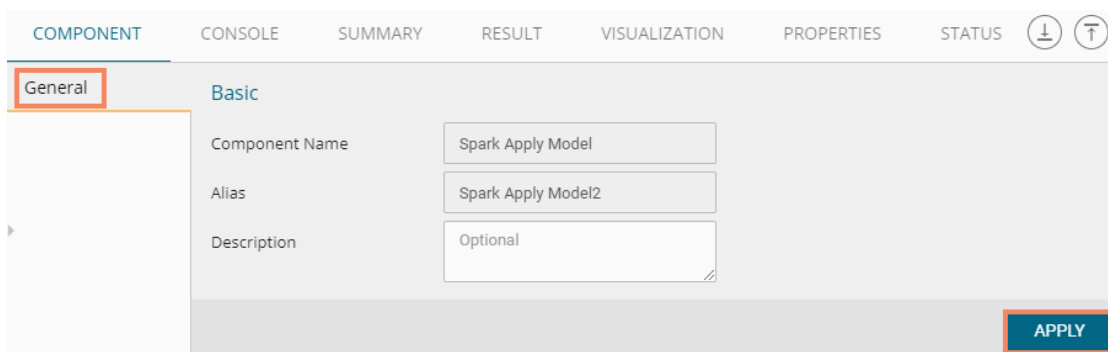 COMPONENT CONSOLE SUMMARY RESULT VISUALIZATION PROPERTIES STATUS
General
Basic
Component Name Spark Apply Model
Alias Spark Apply Model2
Description Optional
APPLY